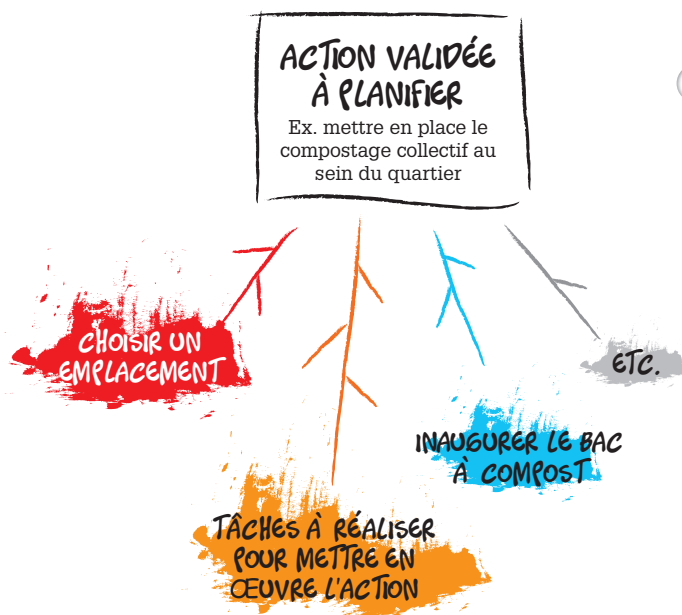 ACTION VALIDÉE
À PLANIFIER
Ex. mettre en place le
compostage collectif au
sein du quartier
CHOISIR UN
EMPLACEMENT
ETC.
INAUGURER LE BAC
À COMPOST
TÂCHES À RÉALISER
POUR METTRE EN
ŒUVRE L'ACTION